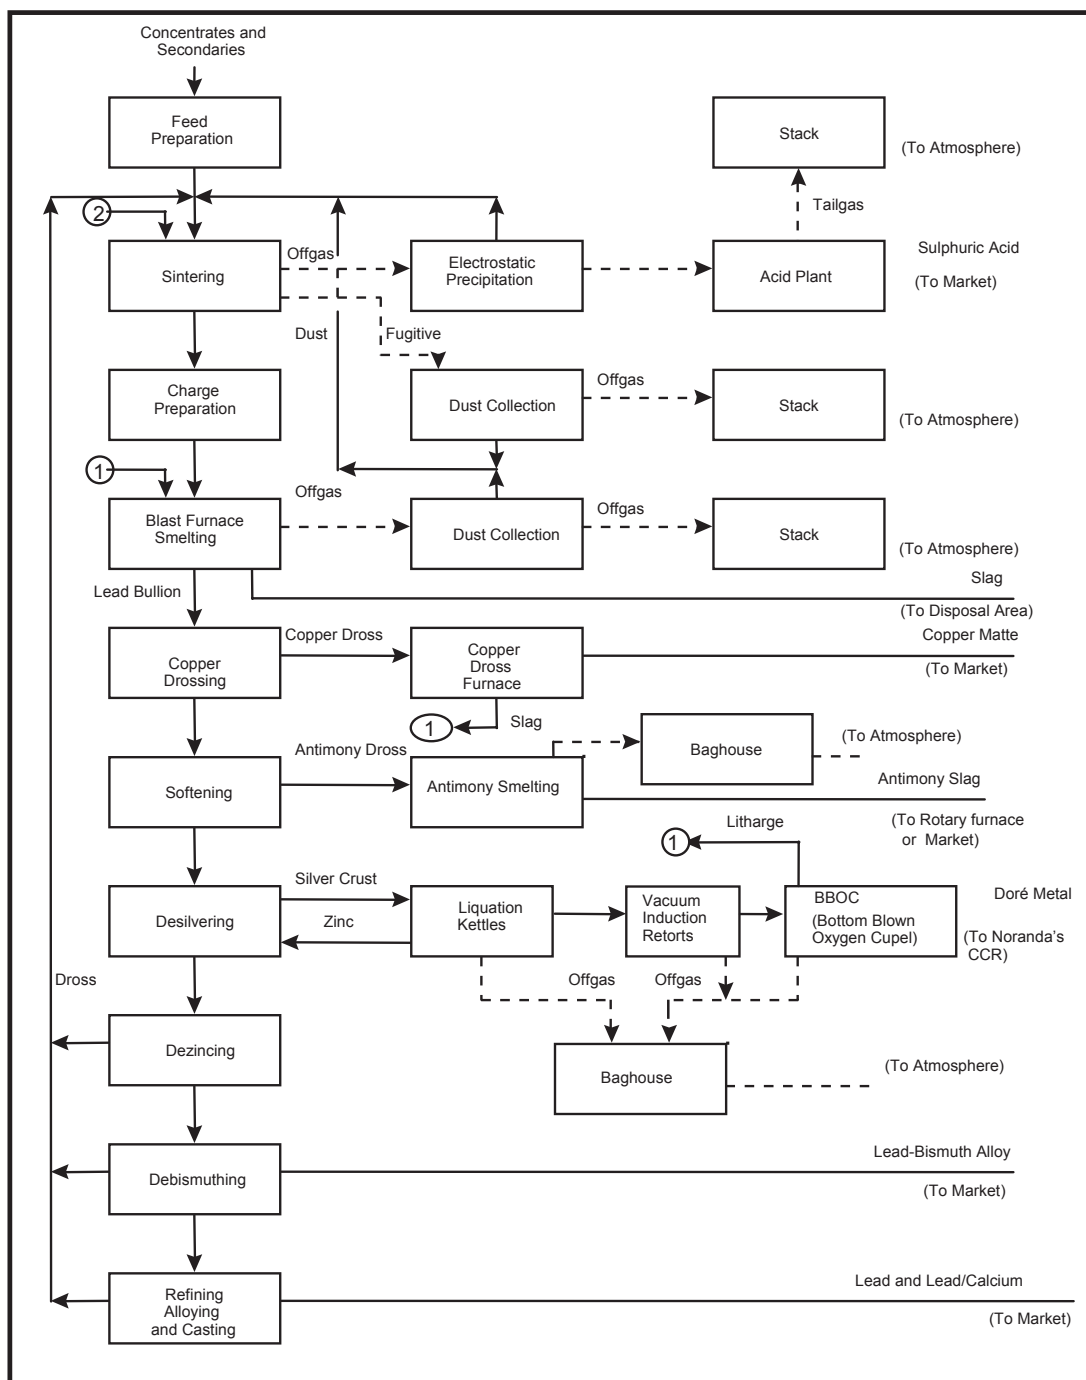 Concentrates and
Secondaries
Feed
Preparation
Stack
(To Atmosphere)
Tailgas
2
Sintering
Offgas
Electrostatic
Precipitation
Acid Plant
Sulphuric Acid
(To Market)
Dust
Fugitive
Charge
Preparation
Dust Collection
Offgas
Stack
(To Atmosphere)
1
Blast Furnace
Smelting
Offgas
Dust Collection
Offgas
Stack
(To Atmosphere)
Slag
(To Disposal Area)
Lead Bullion
Copper
Drossing
Copper Dross
Copper
Dross
Furnace
Copper Matte
(To Market)
1
Slag
Softening
Antimony Dross
Antimony Smelting
Baghouse
(To Atmosphere)
Antimony Slag
(To Rotary furnace
or Market)
Litharge
1
Desilvering
Silver Crust
Zinc
Liquation
Kettles
Vacuum
Induction
Retorts
BBOC
(Bottom Blown
Oxygen Cupel)
Doré Metal
(To Noranda’s
CCR)
Dross
Offgas
Offgas
Dezincing
Baghouse
(To Atmosphere)
Debismuthing
Lead-Bismuth Alloy
(To Market)
Refining
Alloying
and Casting
Lead and Lead/Calcium
(To Market)